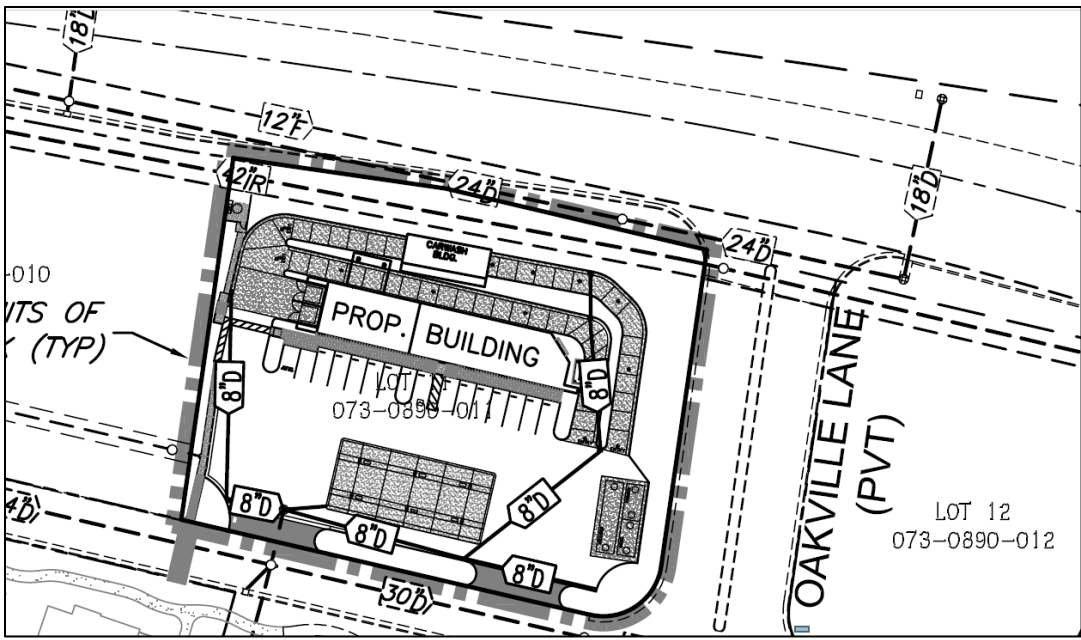 18"D
12"F
42"R
24"D
24"D
18"D
-010
ITS OF
(TYP)
CARWASH
BLDG.
PROP. BUILDING
8"D
8"D
LOT
073-0890-011
OAKVILLE LANE
(PVT)
LOT 12
073-0890-012
4"D
8"D
8"D
8"D
8"D
30"D